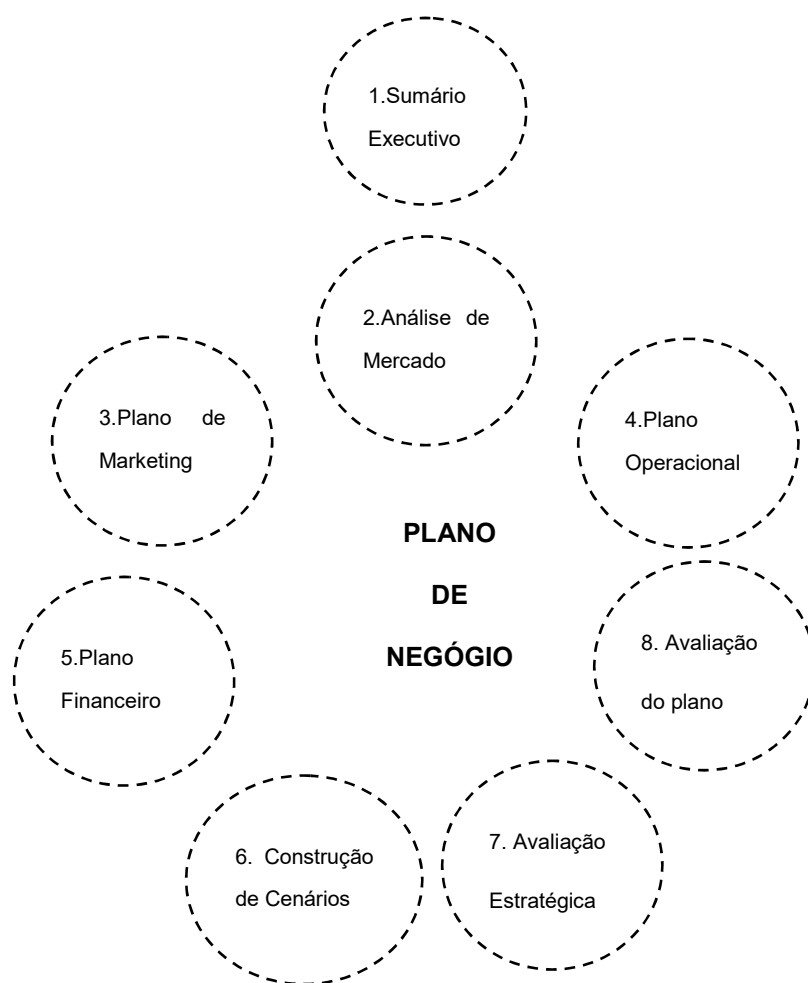 1.Sumário
Executivo
2.Análise de
Mercado
3.Plano de
Marketing
4.Plano
Operacional
PLANO
DE
NEGÓGIO
5.Plano
Financeiro
8. Avaliação
do plano
6. Construção
de Cenários
7. Avaliação
Estratégica